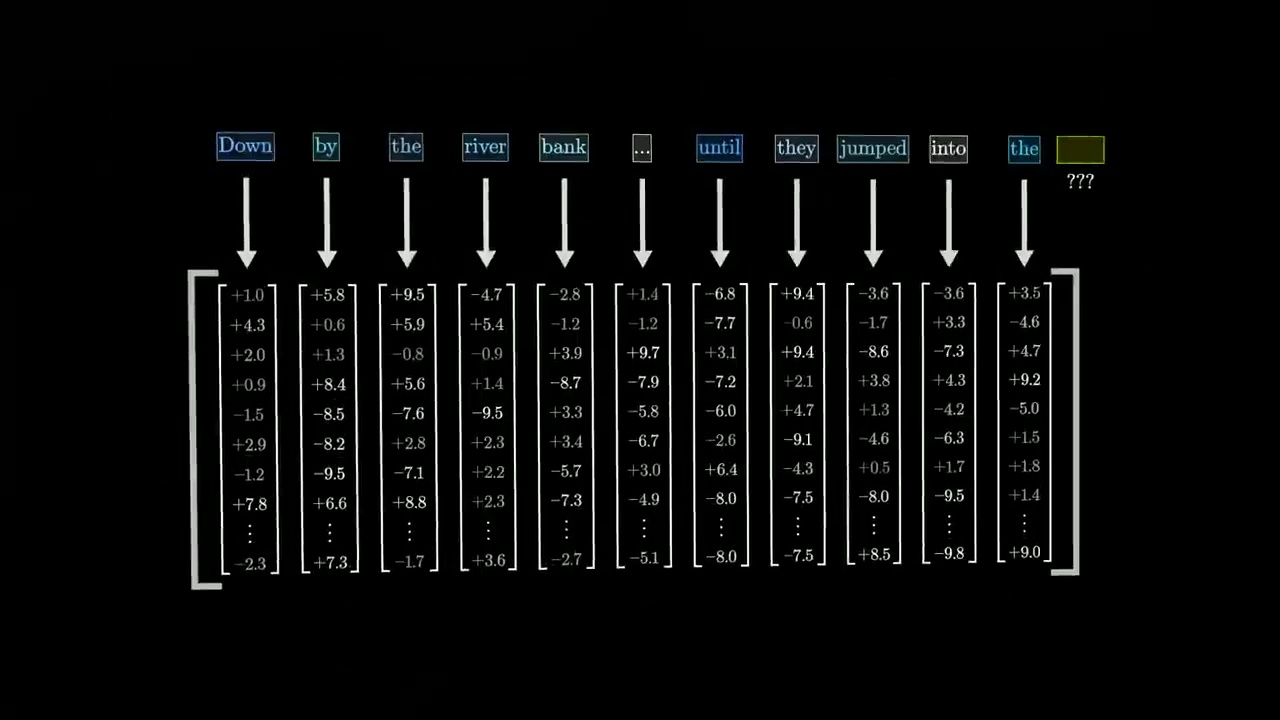 Down by the river bank ... until they jumped into the
???
+1.0 +5.8 +9.5 −4.7 −2.8 +1.4 −6.8 +9.4 −3.6 −3.6 +3.5
+4.3 +0.6 +5.9 +5.4 −1.2 −1.2 −7.7 −0.6 −1.7 +3.3 −4.6
+2.0 +1.3 −0.8 −0.9 +3.9 +9.7 +3.1 +9.4 −8.6 −7.3 +4.7
+0.9 +8.4 +5.6 +1.4 −8.7 −7.9 −7.2 +2.1 +3.8 +4.3 +9.2
−1.5 −8.5 −7.6 −9.5 +3.3 −5.8 −6.0 +4.7 +1.3 −4.2 −5.0
+2.9 −8.2 +2.8 +2.3 +3.4 −6.7 −2.6 −9.1 −4.6 −6.3 +1.5
−1.2 −9.5 −7.1 +2.2 −5.7 +3.0 +6.4 −4.3 +0.5 +1.7 +1.8
+7.8 +6.6 +8.8 +2.3 −7.3 −4.9 −8.0 −7.5 −8.0 −9.5 +1.4
⋮ ⋮ ⋮ ⋮ ⋮ ⋮ ⋮ ⋮ ⋮ ⋮ ⋮
−2.3 +7.3 −1.7 +3.6 −2.7 −5.1 −8.0 −7.5 +8.5 −9.8 +9.0